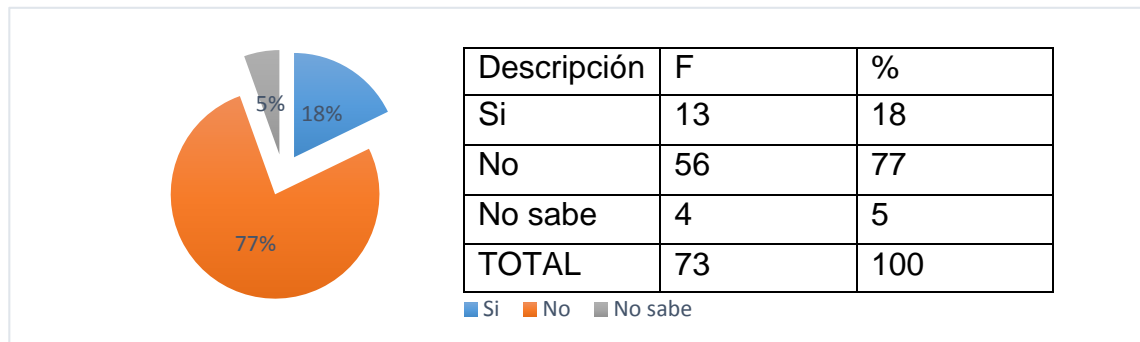 5%
18%
77%
Descripción F %
Si 13 18
No 56 77
No sabe 4 5
TOTAL 73 100
Si No No sabe